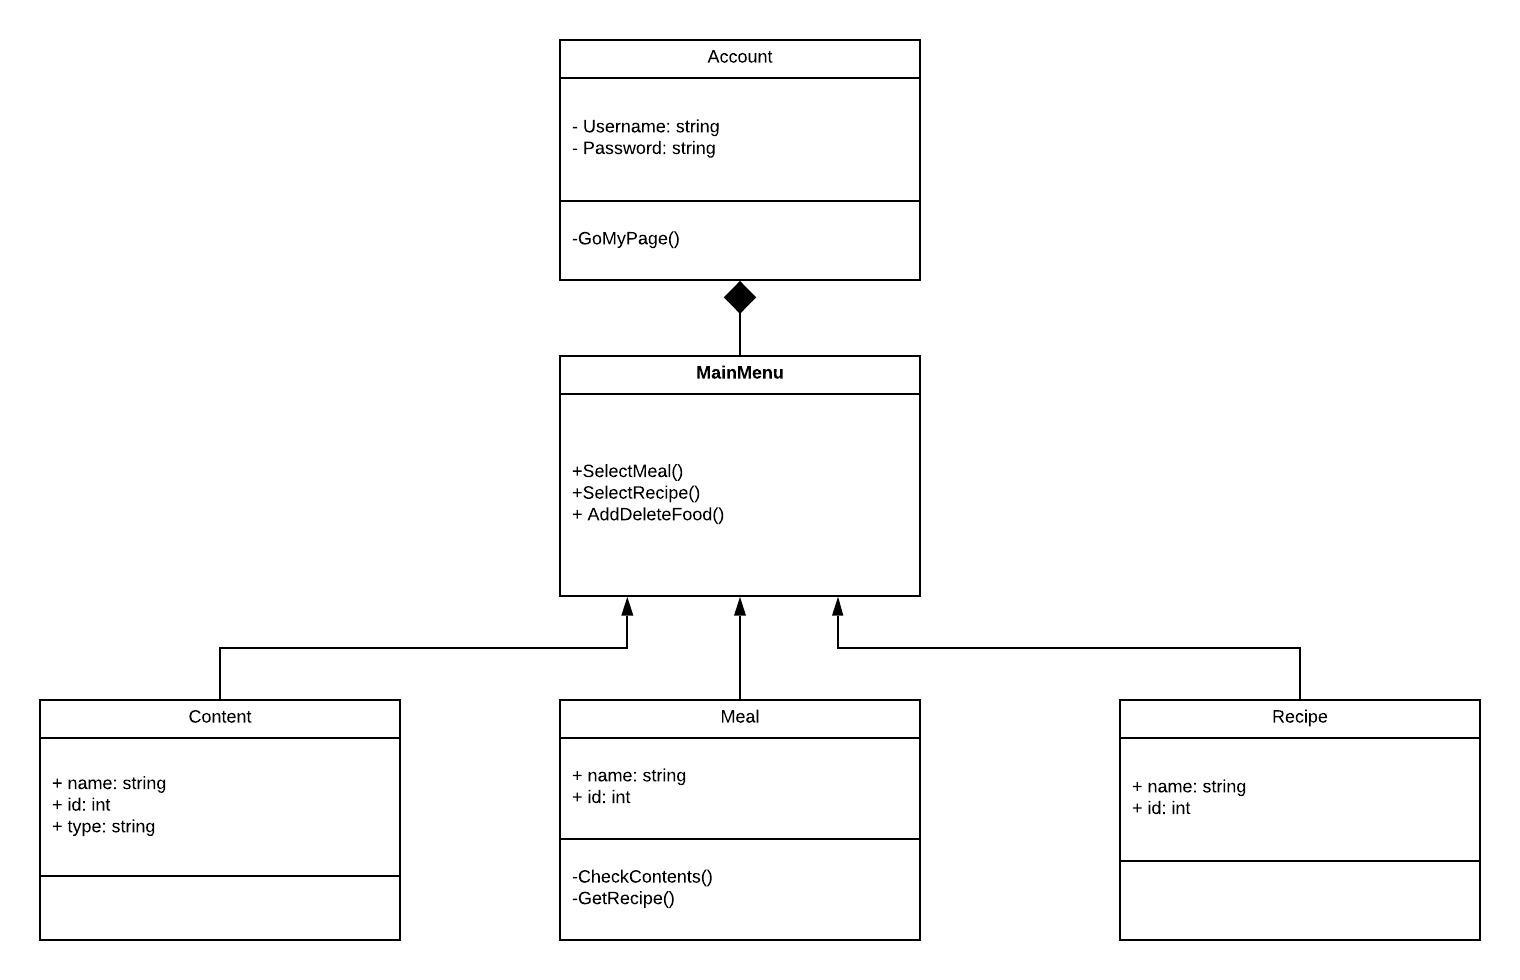 Account
- Username: string
- Password: string
-GoMyPage()
MainMenu
+SelectMeal()
+SelectRecipe()
+ AddDeleteFood()
Content
+ name: string
+ id: int
+ type: string
Meal
+ name: string
+ id: int
-CheckContents()
-GetRecipe()
Recipe
+ name: string
+ id: int